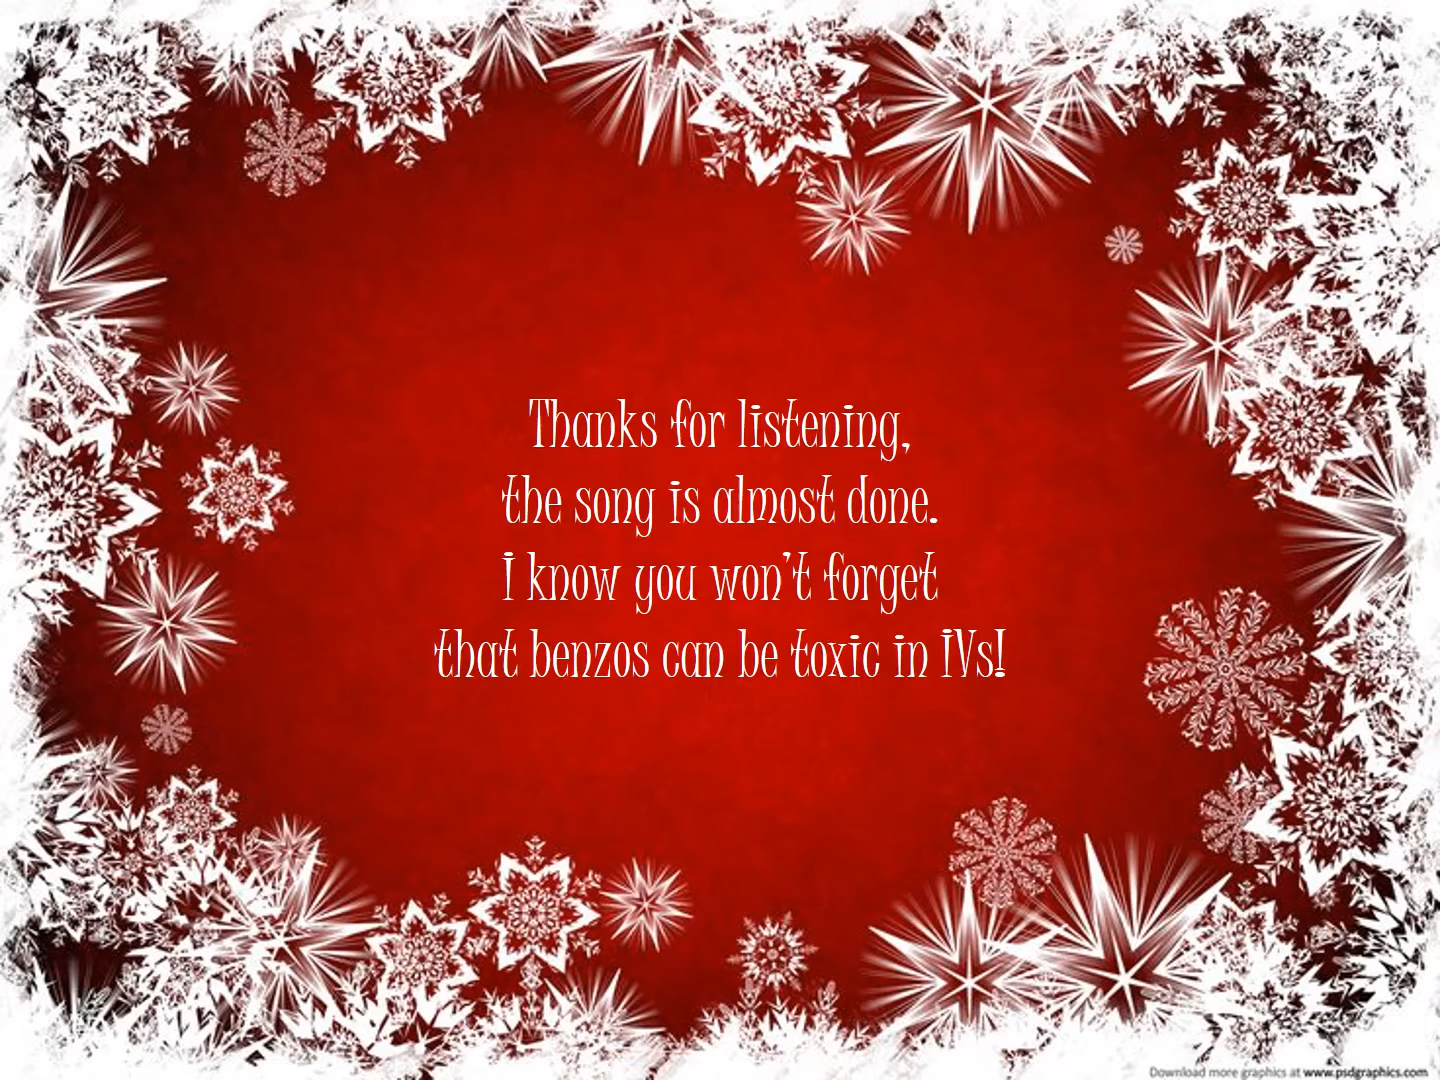 Thanks for listening,
the song is almost done.
I know you won't forget
that benzos can be toxic in IVs!
Download more graphics at www.psdgraphics.com